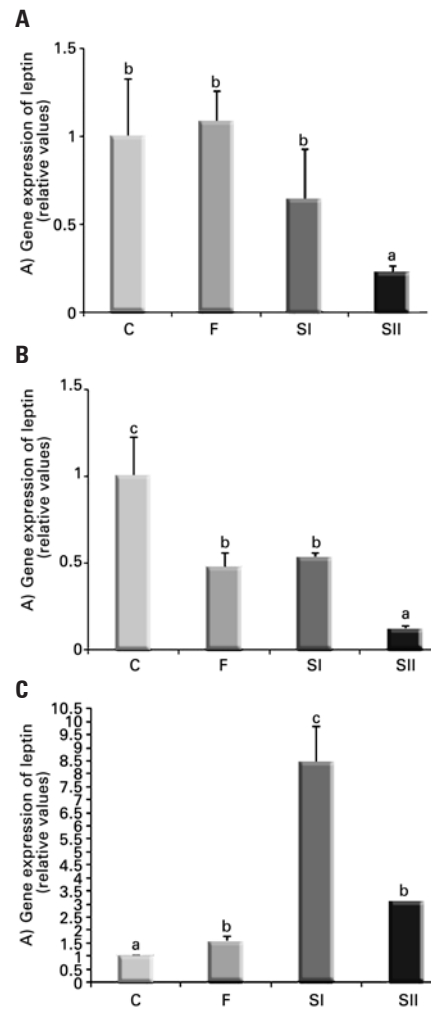 A
A) Gene expression of leptin
(relative values)
1.5
1
0.5
0
b
b
b
a
C F SI SII
B
A) Gene expression of leptin
(relative values)
1.5
1
0.5
0
c
b
b
a
C F SI SII
C
A) Gene expression of leptin
(relative values)
10.5
10
9.5
9
8.5
8
7.5
7
6.5
6
5.5
5
4.5
4
3.5
3
2.5
2
1.5
1
0.5
0
a
b
c
b
C F SI SII